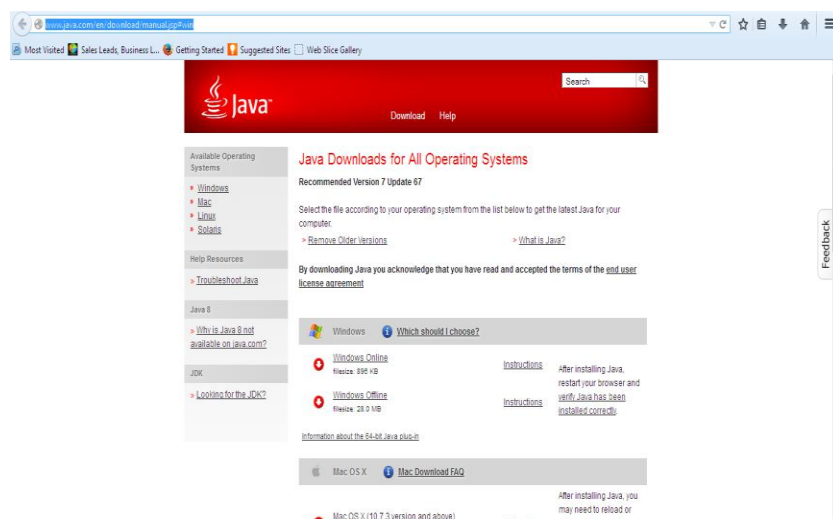 www.java.com/en/download/manual.jsp#win
Most Visited Sales Leads, Business L... Getting Started Suggested Sites Web Slice Gallery
Search
Java™
Download Help
Available Operating
Systems
Windows
Mac
Linux
Solaris
Help Resources
» Troubleshoot Java
Java 8
» Why is Java 8 not
available on java.com?
JDK
» Looking for the JDK?
Java Downloads for All Operating Systems
Recommended Version 7 Update 67
Select the file according to your operating system from the list below to get the latest Java for your
computer.
» Remove Older Versions » What is Java?
By downloading Java you acknowledge that you have read and accepted the terms of the end user
license agreement
Windows Which should I choose?
Windows Online
filesize: 896 KB
Instructions
Windows Offline
filesize: 28.0 MB
Instructions
After installing Java,
restart your browser and
verify Java has been
installed correctly.
Information about the 64-bit Java plug-in
Mac OS X Mac Download FAQ
Mac OS X (10.7.3 version and above)
After installing Java, you
may need to reload or
Feedback